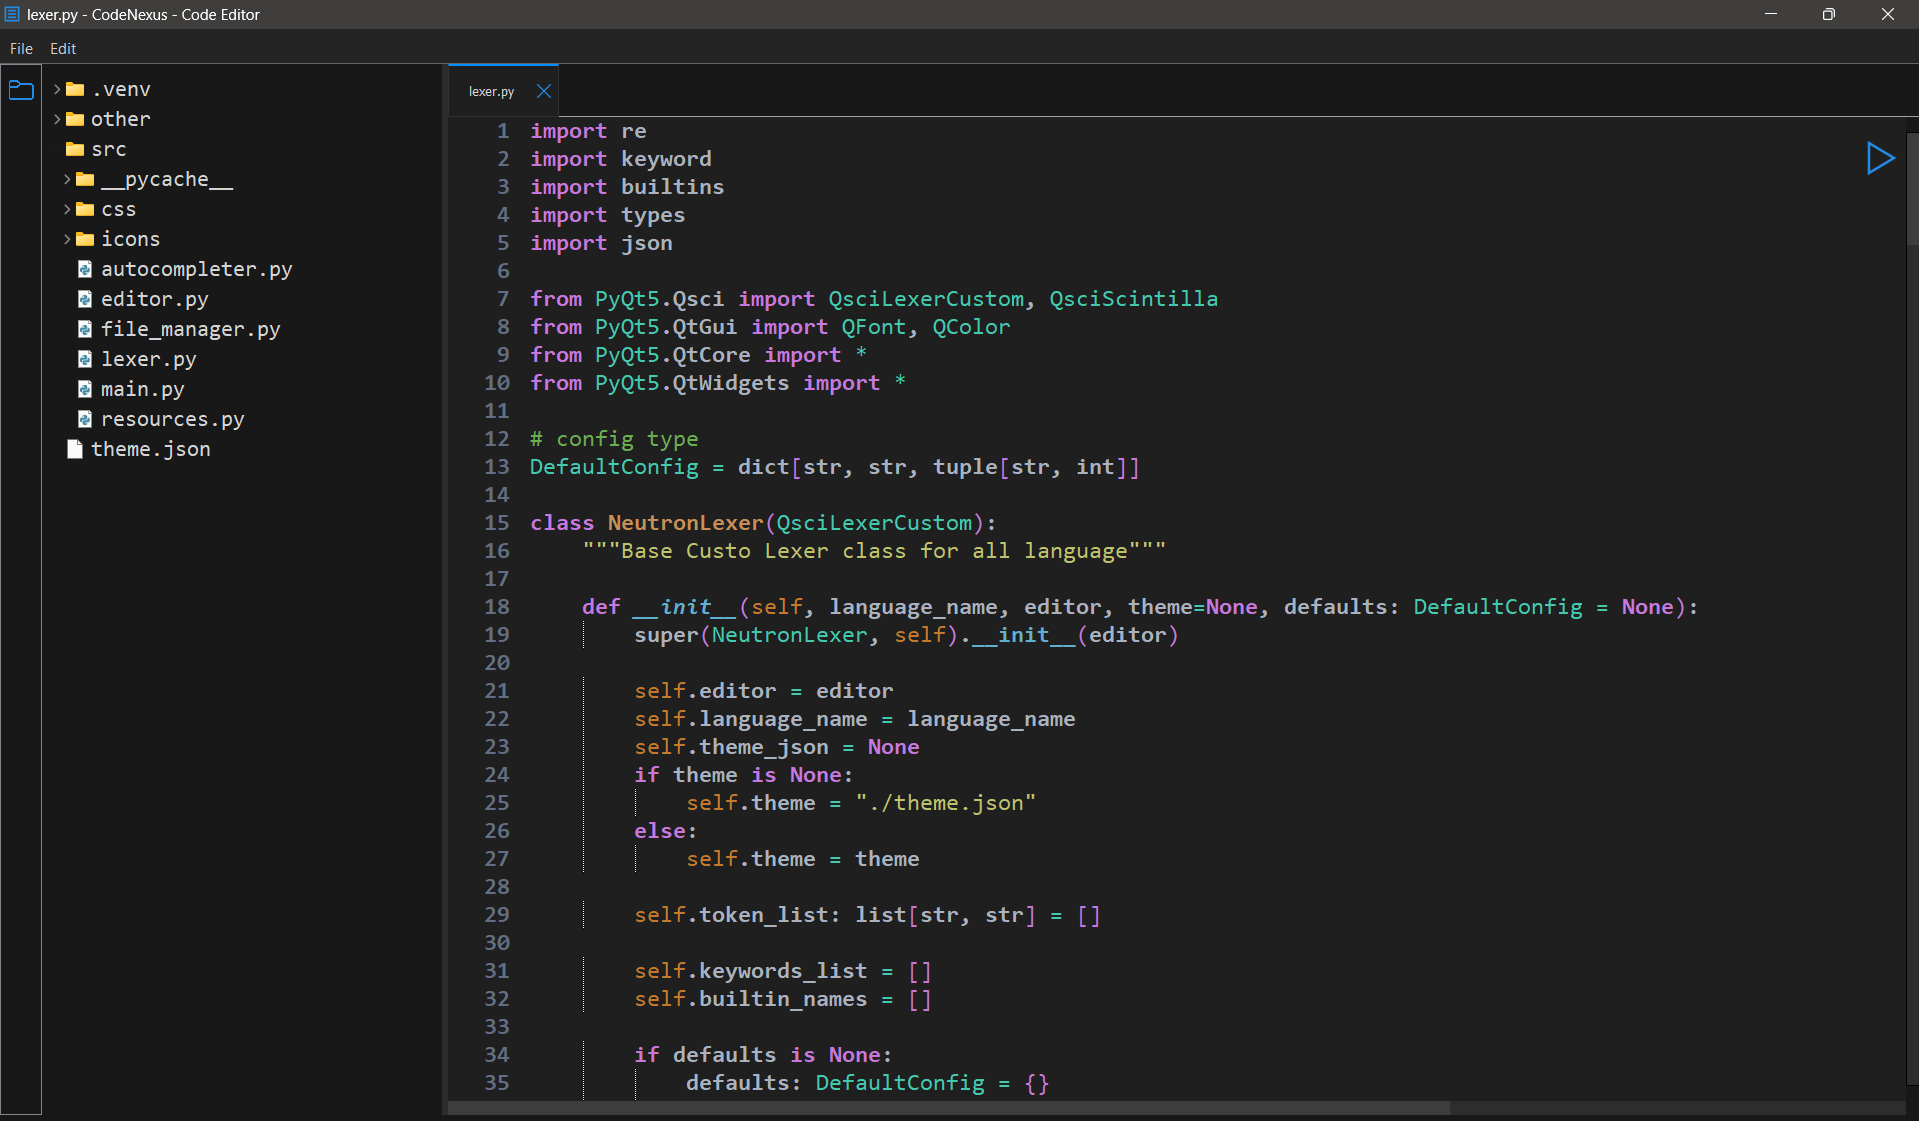 lexer.py - CodeNexus - Code Editor
File Edit
.venv
other
src
__pycache__
css
icons
autocompleter.py
editor.py
file_manager.py
lexer.py
main.py
resources.py
theme.json
lexer.py
1 import re
2 import keyword
3 import builtins
4 import types
5 import json
6
7 from PyQt5.Qsci import QsciLexerCustom, QsciScintilla
8 from PyQt5.QtGui import QFont, QColor
9 from PyQt5.QtCore import *
10 from PyQt5.QtWidgets import *
11
12 # config type
13 DefaultConfig = dict[str, str, tuple[str, int]]
14
15 class NeutronLexer(QsciLexerCustom):
16     """Base Custo Lexer class for all language"""
17
18     def __init__(self, language_name, editor, theme=None, defaults: DefaultConfig = None):
19         super(NeutronLexer, self).__init__(editor)
20
21         self.editor = editor
22         self.language_name = language_name
23         self.theme_json = None
24         if theme is None:
25             self.theme = "./theme.json"
26         else:
27             self.theme = theme
28
29         self.token_list: list[str, str] = []
30
31         self.keywords_list = []
32         self.builtin_names = []
33
34         if defaults is None:
35             defaults: DefaultConfig = {}